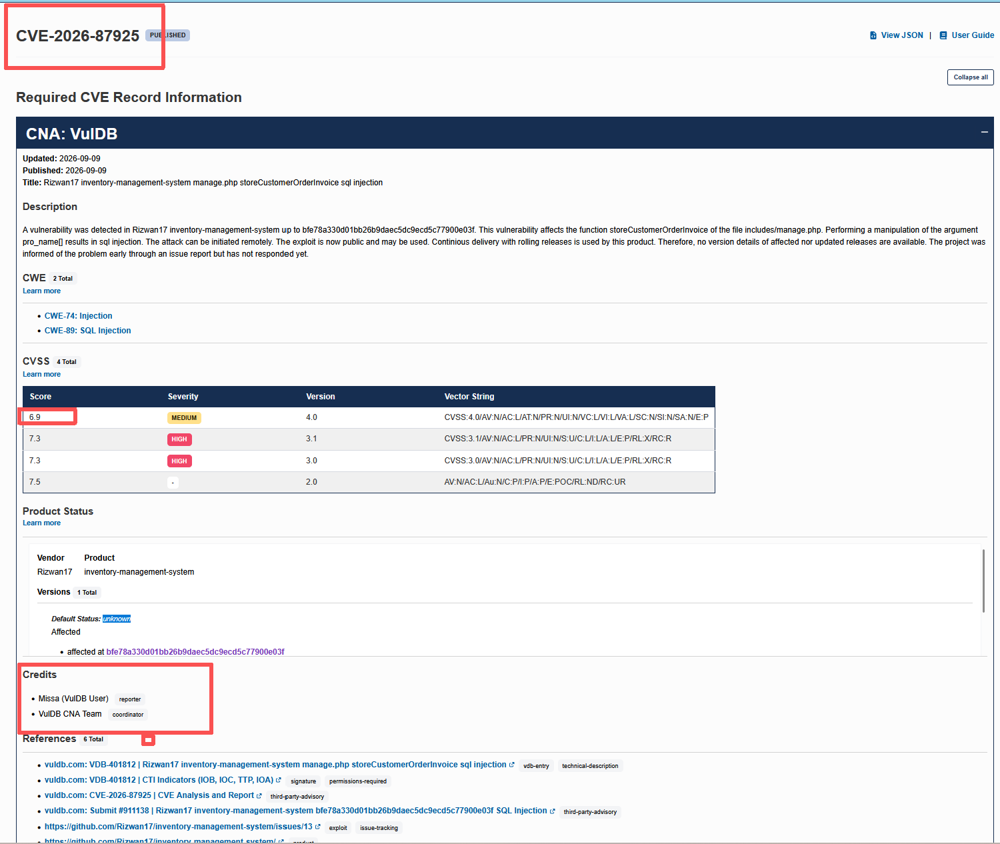 CVE-2026-87925 PUBLISHED
View JSON | User Guide
Collapse all
Required CVE Record Information
CNA: VulDB
Updated: 2026-09-09
Published: 2026-09-09
Title: Rizwan17 inventory-management-system manage.php storeCustomerOrderInvoice sql injection
Description
A vulnerability was detected in Rizwan17 inventory-management-system up to bfe78a330d01bb26b9daec5dc9ecd5c77900e03f. This vulnerability affects the function storeCustomerOrderInvoice of the file includes/manage.php. Performing a manipulation of the argument
pro_name[] results in sql injection. The attack can be initiated remotely. The exploit is now public and may be used. Continious delivery with rolling releases is used by this product. Therefore, no version details of affected nor updated releases are available. The project was
informed of the problem early through an issue report but has not responded yet.
CWE 2 Total
Learn more
• CWE-74: Injection
• CWE-89: SQL Injection
CVSS 4 Total
Learn more
Score Severity Version Vector String
6.9 MEDIUM 4.0 CVSS:4.0/AV:N/AC:L/AT:N/PR:N/UI:N/VC:L/VI:L/VA:L/SC:N/SI:N/SA:N/E:P
7.3 HIGH 3.1 CVSS:3.1/AV:N/AC:L/PR:N/UI:N/S:U/C:L/I:L/A:L/E:P/RL:X/RC:R
7.3 HIGH 3.0 CVSS:3.0/AV:N/AC:L/PR:N/UI:N/S:U/C:L/I:L/A:L/E:P/RL:X/RC:R
7.5 - 2.0 AV:N/AC:L/Au:N/C:P/I:P/A:P/E:POC/RL:ND/RC:UR
Product Status
Learn more
Vendor Product
Rizwan17 inventory-management-system
Versions 1 Total
Default Status: unknown
Affected
• affected at bfe78a330d01bb26b9daec5dc9ecd5c77900e03f
Credits
• Missa (VulDB User) reporter
• VulDB CNA Team coordinator
References 6 Total
• vuldb.com: VDB-401812 | Rizwan17 inventory-management-system manage.php storeCustomerOrderInvoice sql injection vdb-entry technical-description
• vuldb.com: VDB-401812 | CTI Indicators (IOB, IOC, TTP, IOA) signature permissions-required
• vuldb.com: CVE-2026-87925 | CVE Analysis and Report third-party-advisory
• vuldb.com: Submit #911138 | Rizwan17 inventory-management-system bfe78a330d01bb26b9daec5dc9ecd5c77900e03f SQL Injection third-party-advisory
• https://github.com/Rizwan17/inventory-management-system/issues/13 exploit issue-tracking
• https://github.com/Rizwan17/inventory-management-system/ product